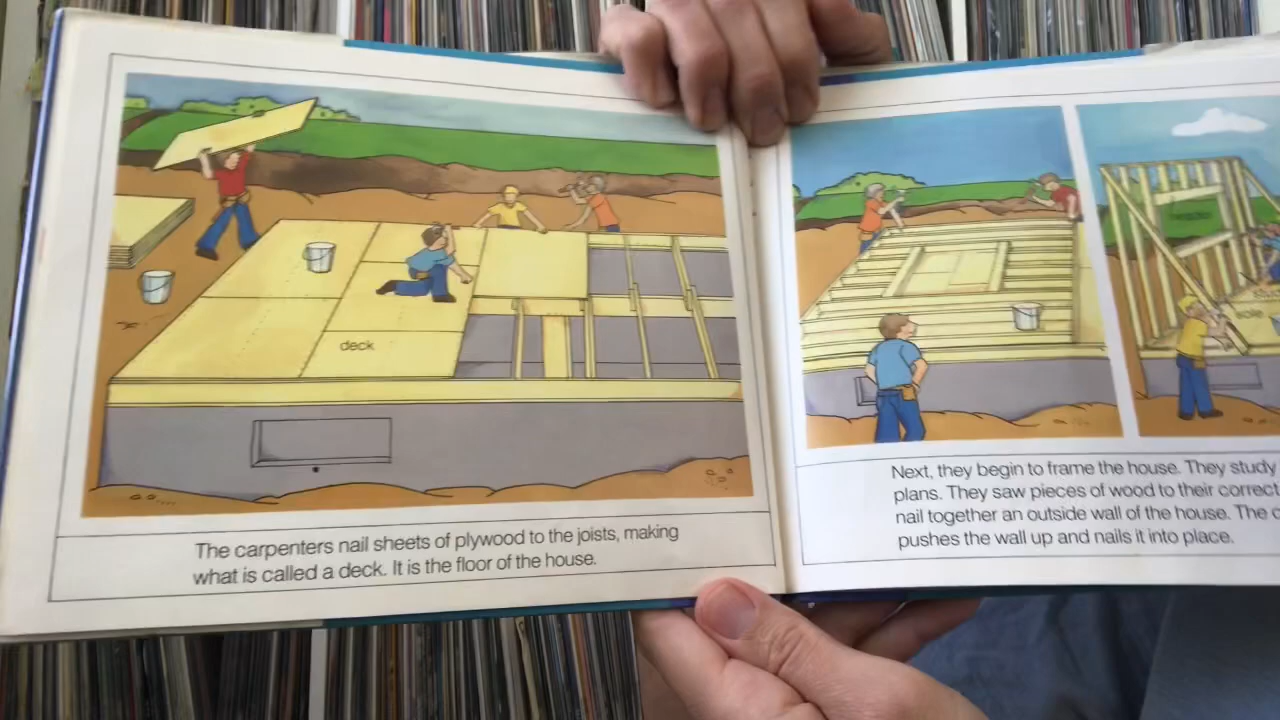 deck
The carpenters nail sheets of plywood to the joists, making
what is called a deck. It is the floor of the house.
Next, they begin to frame the house. They study
plans. They saw pieces of wood to their correct
nail together an outside wall of the house. The
pushes the wall up and nails it into place.